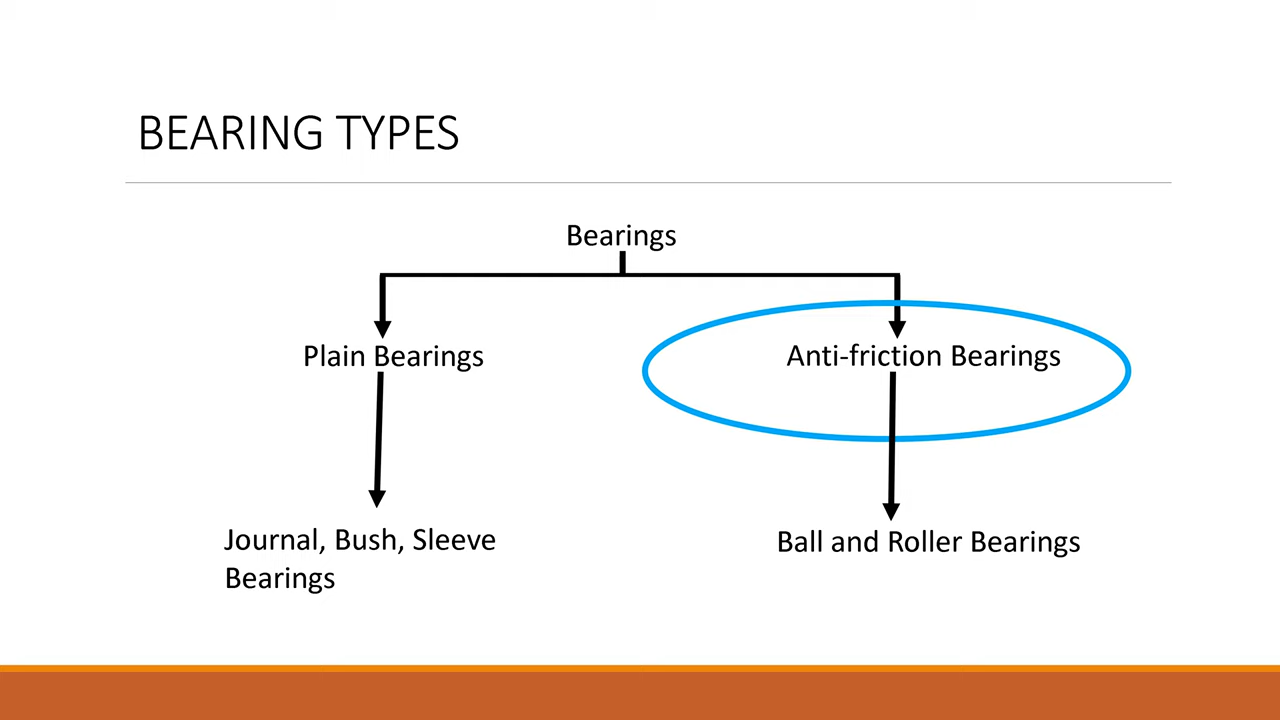 BEARING TYPES
Bearings
Plain Bearings
Anti-friction Bearings
Journal, Bush, Sleeve
Bearings
Ball and Roller Bearings